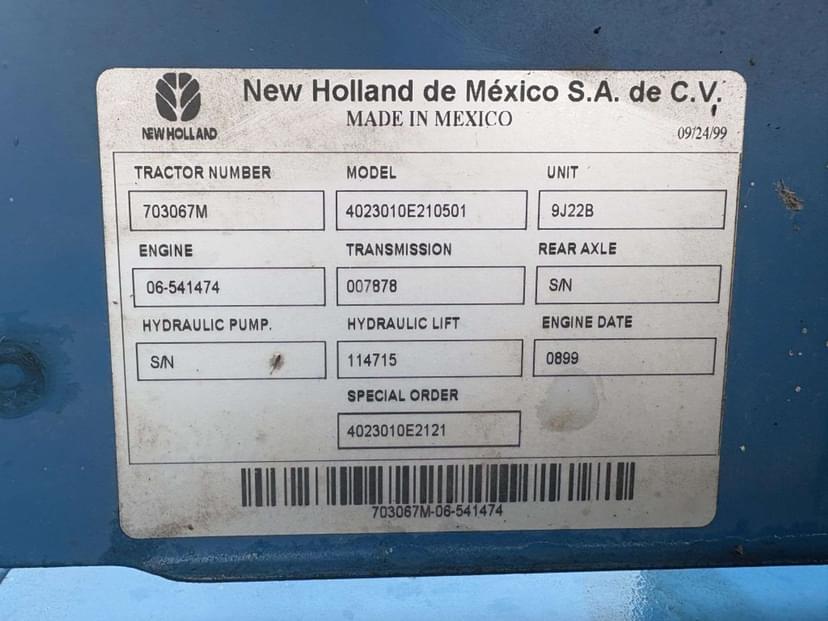 New Holland de México S.A. de C.V.
MADE IN MEXICO
NEW HOLLAND
09/24/99
TRACTOR NUMBER MODEL UNIT
703067M 4023010E210501 9J22B
ENGINE TRANSMISSION REAR AXLE
06-541474 007878 S/N
HYDRAULIC PUMP. HYDRAULIC LIFT ENGINE DATE
S/N 114715 0899
SPECIAL ORDER
4023010E2121
703067M-06-541474